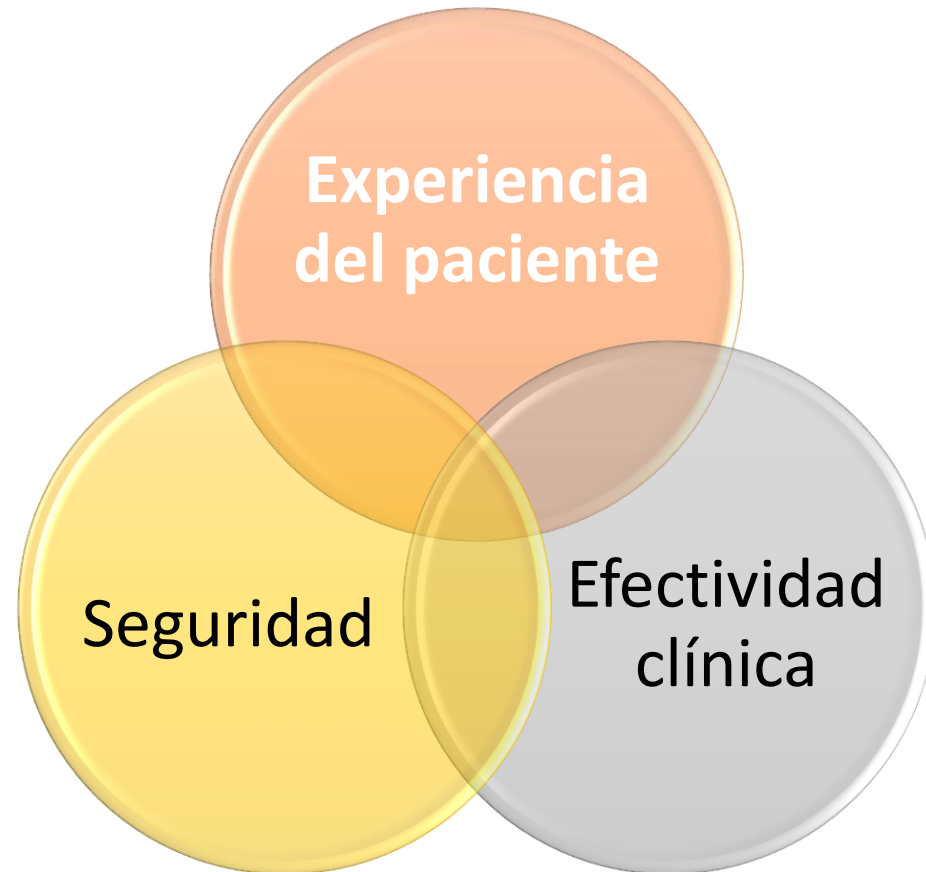 Experiencia
del paciente
Seguridad
Efectividad
clínica